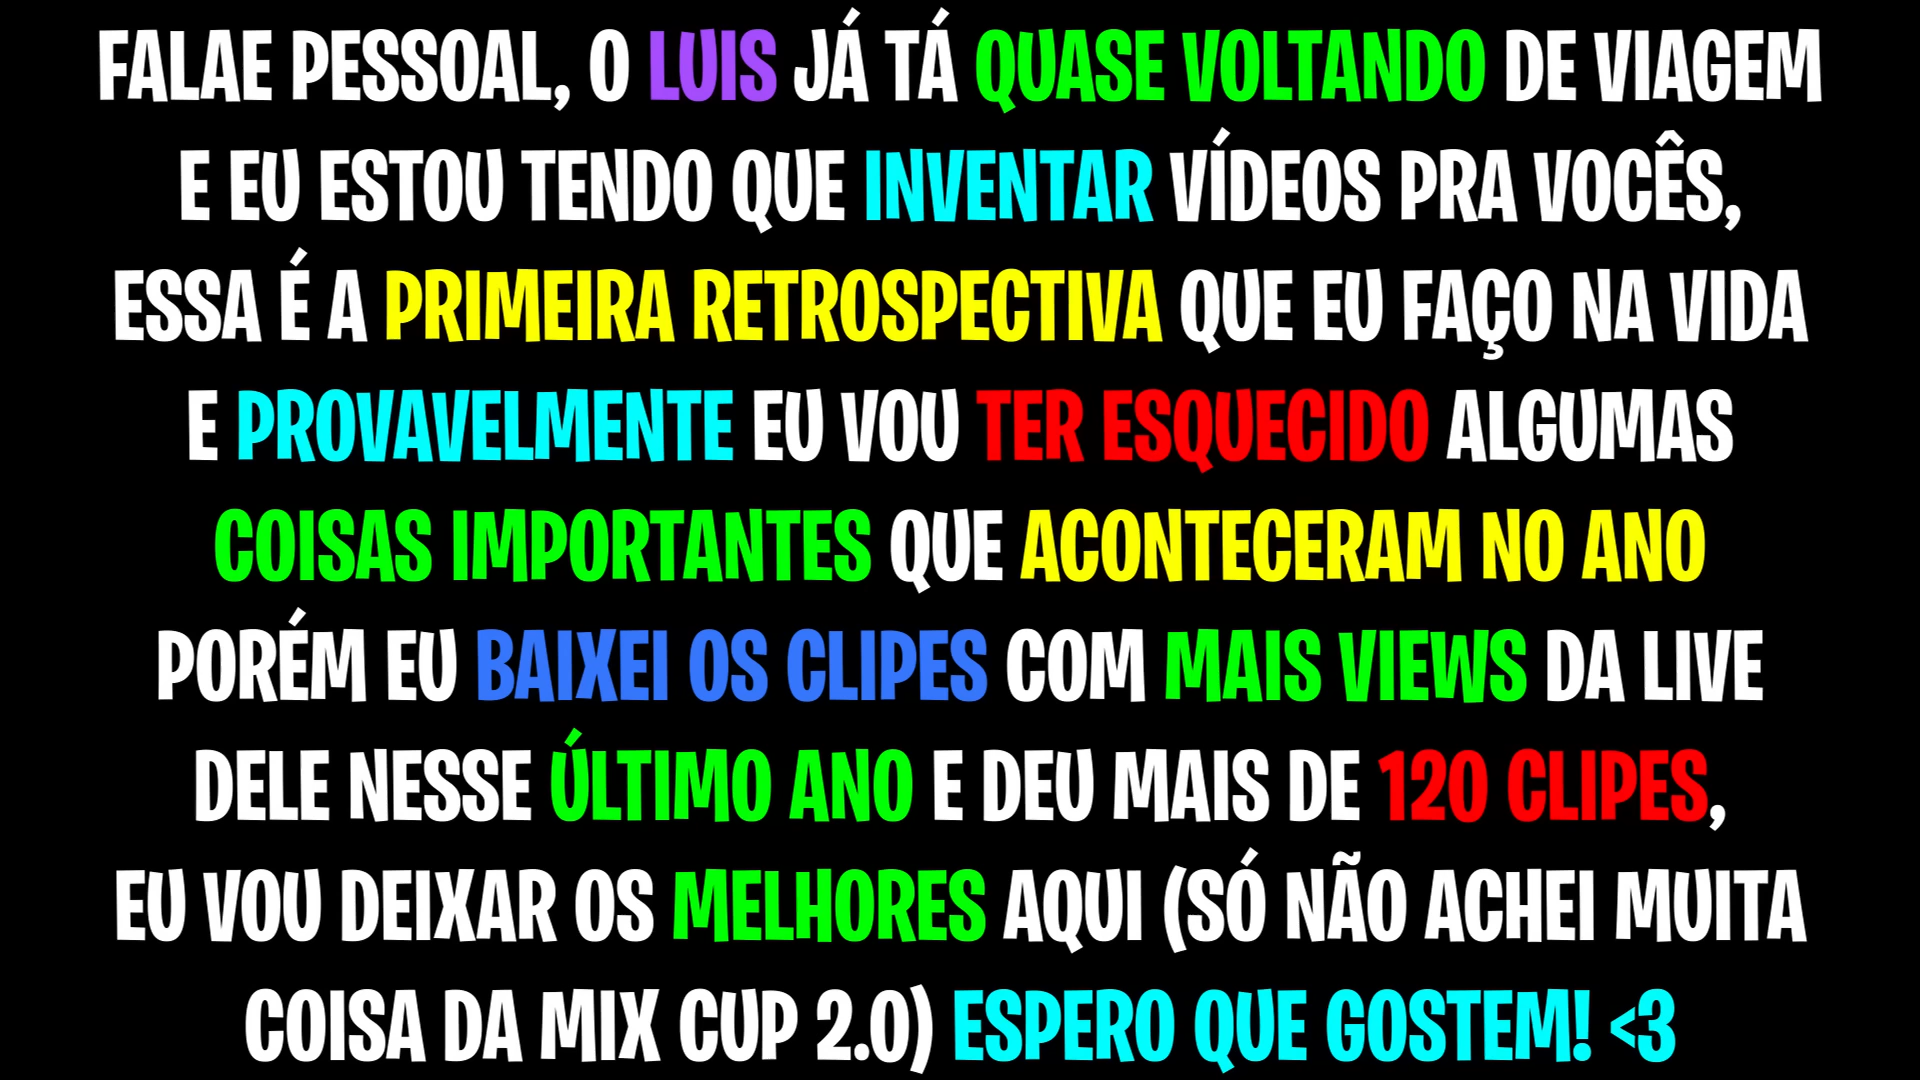 FALAE PESSOAL, O LUIS JÁ TÁ QUASE VOLTANDO DE VIAGEM
E EU ESTOU TENDO QUE INVENTAR VÍDEOS PRA VOCÊS,
ESSA É A PRIMEIRA RETROSPECTIVA QUE EU FAÇO NA VIDA
E PROVAVELMENTE EU VOU TER ESQUECIDO ALGUMAS
COISAS IMPORTANTES QUE ACONTECERAM NO ANO
PORÉM EU BAIXEI OS CLIPES COM MAIS VIEWS DA LIVE
DELE NESSE ÚLTIMO ANO E DEU MAIS DE 120 CLIPES,
EU VOU DEIXAR OS MELHORES AQUI (SÓ NÃO ACHEI MUITA
COISA DA MIX CUP 2.0) ESPERO QUE GOSTEM! <3